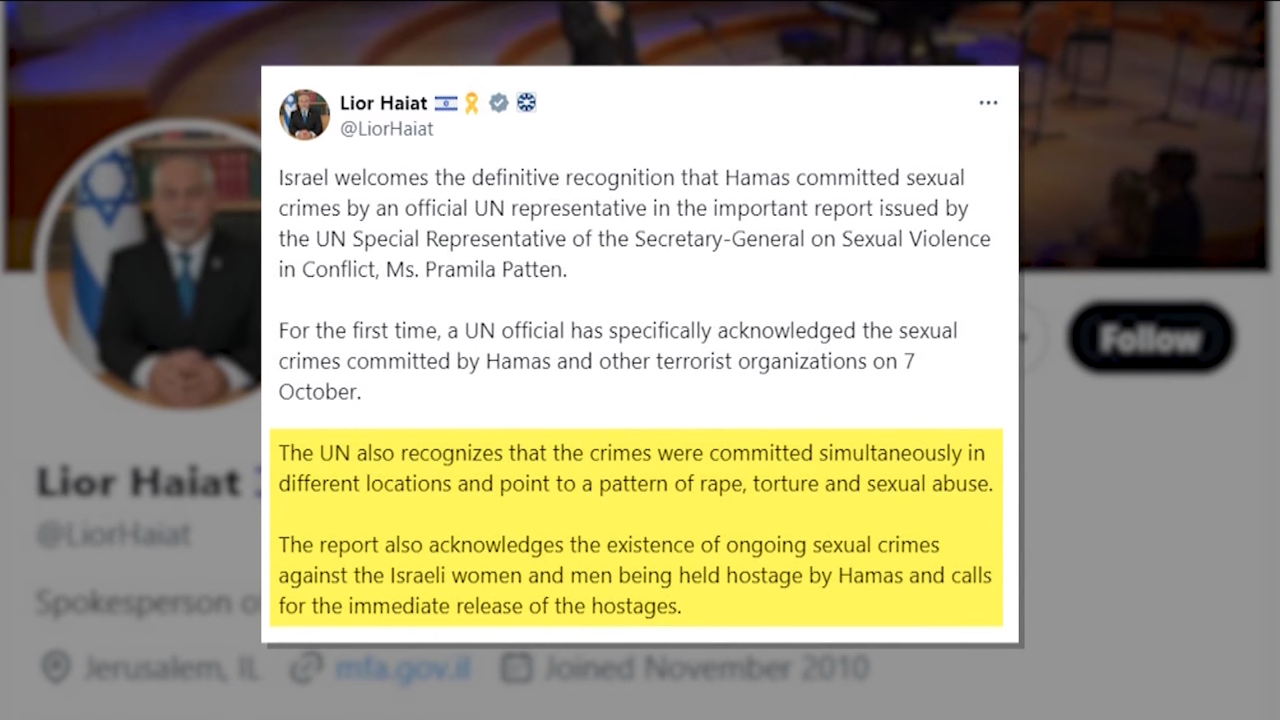 Lior Haiat
@LiorHaiat
Israel welcomes the definitive recognition that Hamas committed sexual
crimes by an official UN representative in the important report issued by
the UN Special Representative of the Secretary-General on Sexual Violence
in Conflict, Ms. Pramila Patten.
For the first time, a UN official has specifically acknowledged the sexual
crimes committed by Hamas and other terrorist organizations on 7
October.
The UN also recognizes that the crimes were committed simultaneously in
different locations and point to a pattern of rape, torture and sexual abuse.
The report also acknowledges the existence of ongoing sexual crimes
against the Israeli women and men being held hostage by Hamas and calls
for the immediate release of the hostages.
Follow
Lior Haiat
@LiorHaiat
Spokesperson
Jerusalem, IL mfa.gov.il Joined November 2010